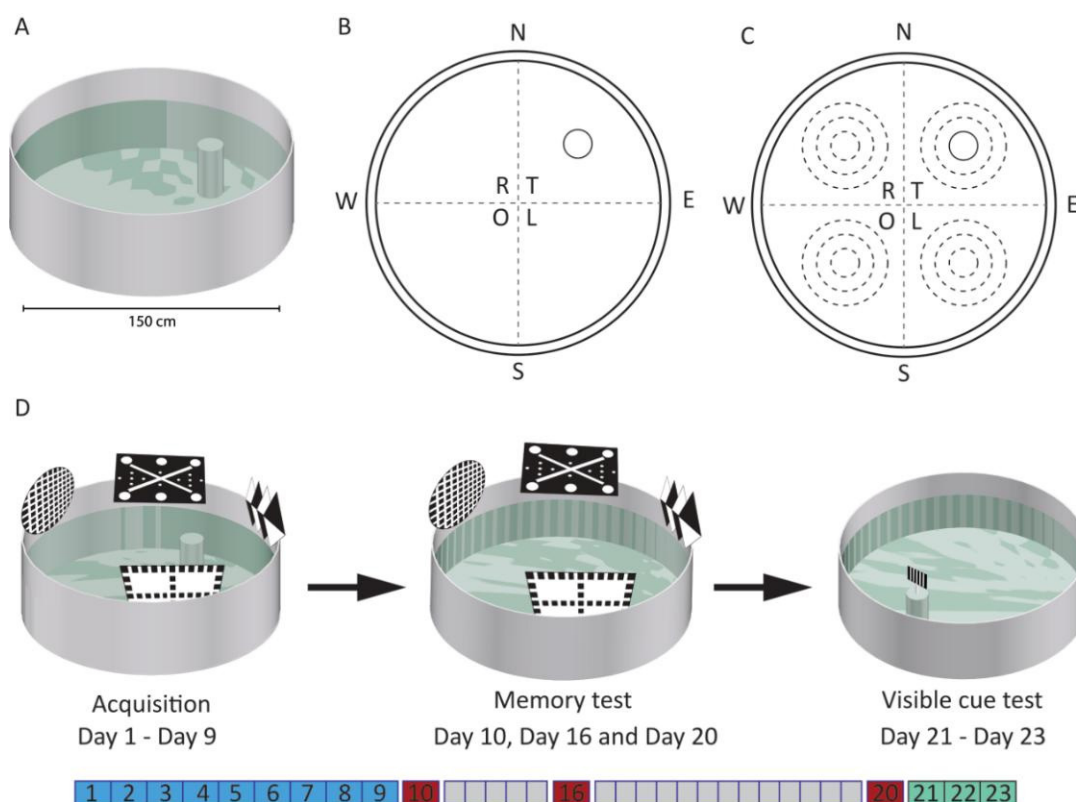 A
150 cm
B
N
W
R T
O L
E
S
C
N
W
R T
O L
E
S
D
Acquisition
Day 1 - Day 9
Memory test
Day 10, Day 16 and Day 20
Visible cue test
Day 21 - Day 23
1 2 3 4 5 6 7 8 9 10 16 20 21 22 23